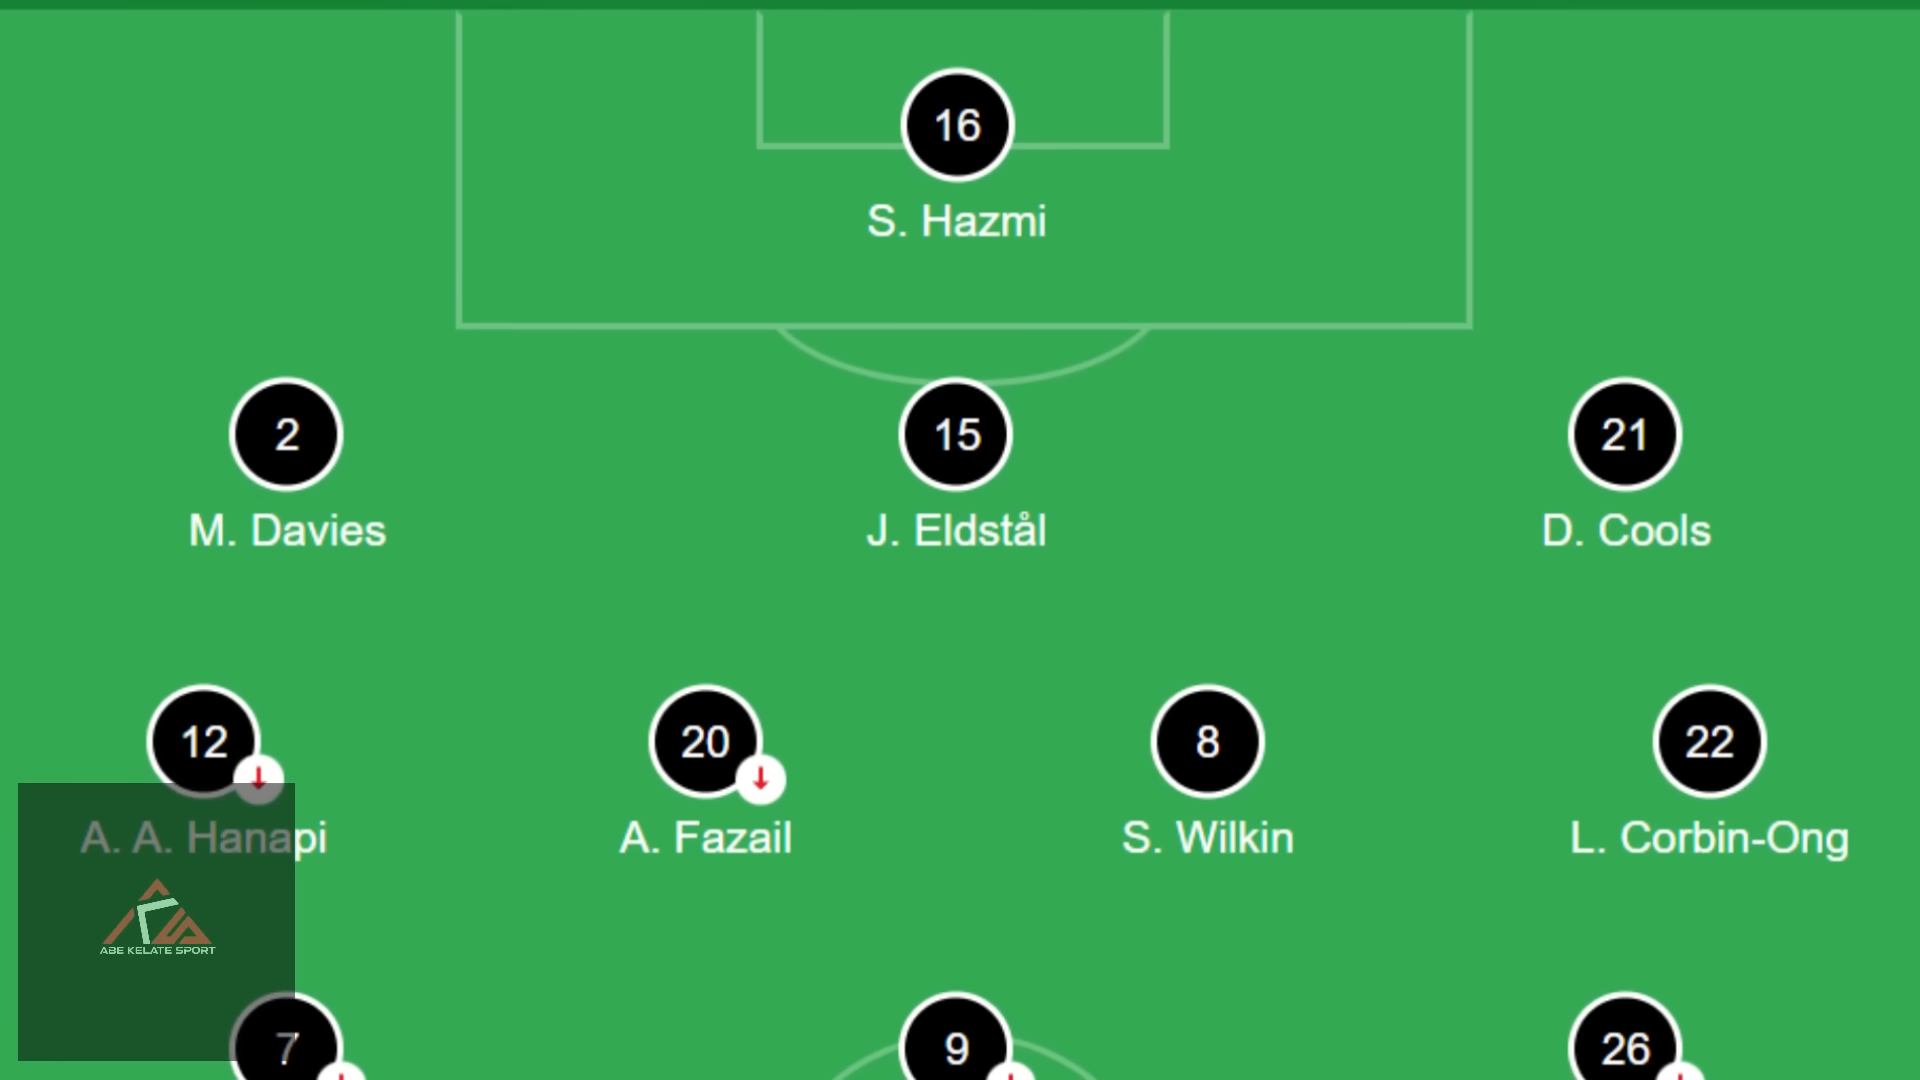 16
S. Hazmi
2
15
21
M. Davies
J. Eldstål
D. Cools
12
20
8
22
A. A. Hanapi
A. Fazail
S. Wilkin
L. Corbin-Ong
ABE KELATE SPORT
7
9
26